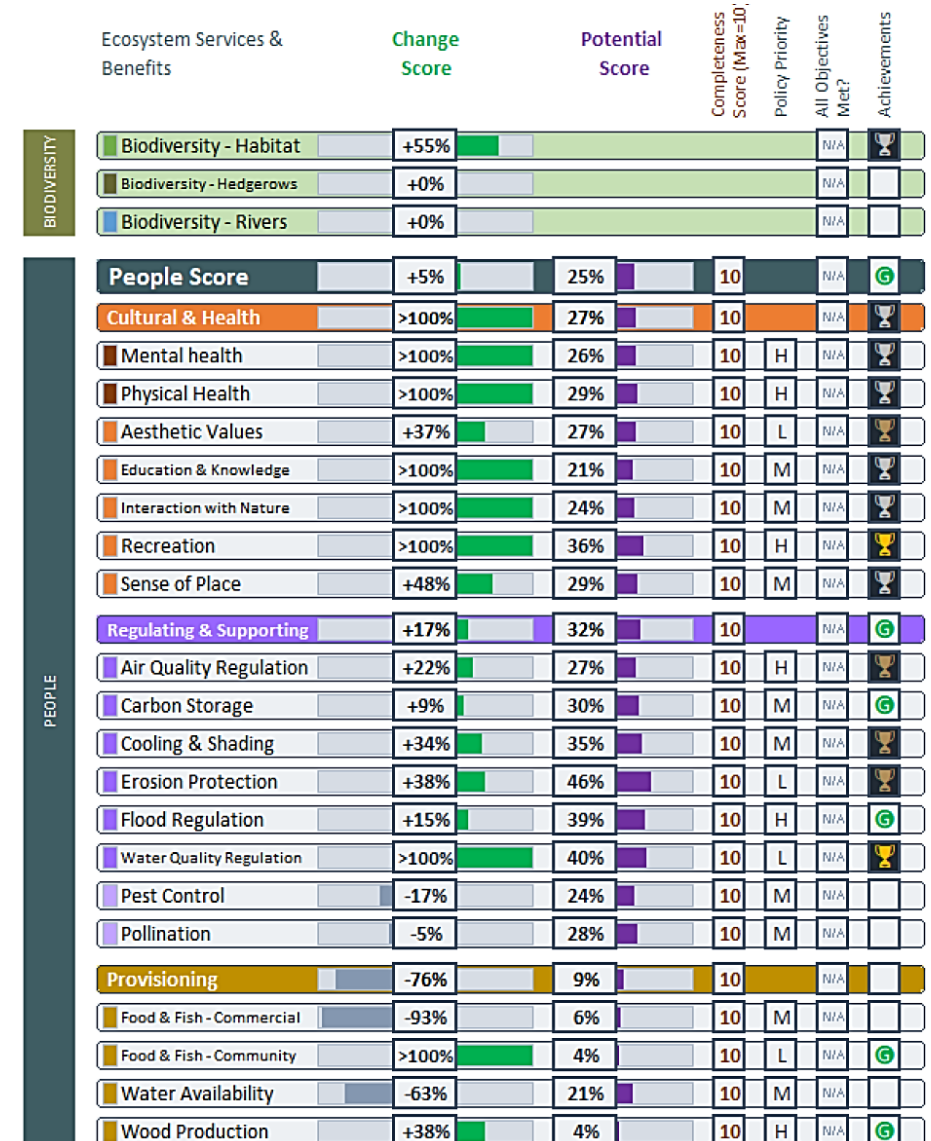 Ecosystem Services &
Benefits
Change
Score
Potential
Score
Completeness
Score (Max=10)
Policy Priority
All Objectives
Met?
Achievements
BIODIVERSITY
Biodiversity - Habitat +55% N/A
Biodiversity - Hedgerows +0% N/A
Biodiversity - Rivers +0% N/A
PEOPLE
People Score +5% 25% 10 N/A G
Cultural & Health >100% 27% 10 N/A
Mental health >100% 26% 10 H N/A
Physical Health >100% 29% 10 H N/A
Aesthetic Values +37% 27% 10 L N/A
Education & Knowledge >100% 21% 10 M N/A
Interaction with Nature >100% 24% 10 M N/A
Recreation >100% 36% 10 H N/A
Sense of Place +48% 29% 10 M N/A
Regulating & Supporting +17% 32% 10 N/A G
Air Quality Regulation +22% 27% 10 H N/A
Carbon Storage +9% 30% 10 M N/A G
Cooling & Shading +34% 35% 10 M N/A
Erosion Protection +38% 46% 10 L N/A
Flood Regulation +15% 39% 10 H N/A G
Water Quality Regulation >100% 40% 10 L N/A
Pest Control -17% 24% 10 M N/A
Pollination -5% 28% 10 M N/A
Provisioning -76% 9% 10 N/A
Food & Fish - Commercial -93% 6% 10 M N/A
Food & Fish - Community >100% 4% 10 L N/A G
Water Availability -63% 21% 10 M N/A
Wood Production +38% 4% 10 H N/A G